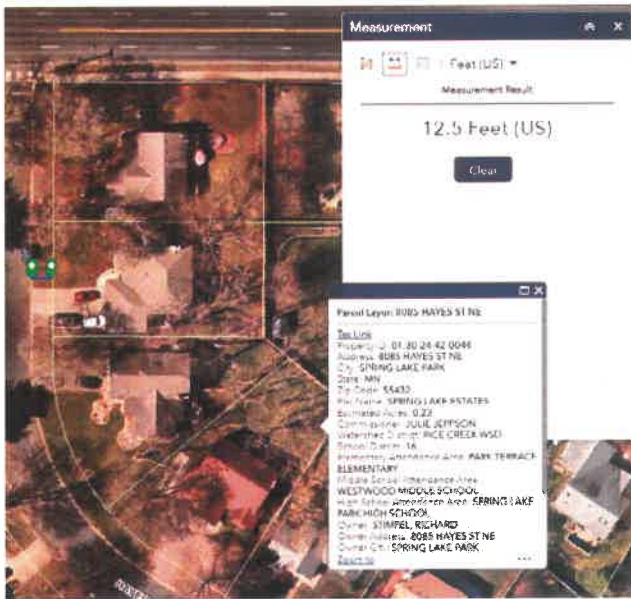 Measurement
Feet (US)
Measurement Result
12.5 Feet (US)
Clear
Parcel Layer: 8085 HAYES ST NE
Tax Link
Property ID: 01-30-24-42-0044
Address: 8085 HAYES ST NE
City: SPRING LAKE PARK
State: MN
Zip Code: 55432
Plat Name: SPRING LAKE ESTATES
Estimated Acres: 0.23
Commissioner: JULIE JEPPSON
Watershed District: RICE CREEK WSD
School District: 16
Elementary Attendance Area: PARK TERRACE
ELEMENTARY
Middle School Attendance Area:
WESTWOOD MIDDLE SCHOOL
High School Attendance Area: SPRING LAKE
PARK HIGH SCHOOL
Owner: STIMPEL, RICHARD
Owner Address: 8085 HAYES ST NE
Owner City: SPRING LAKE PARK
Zoom to